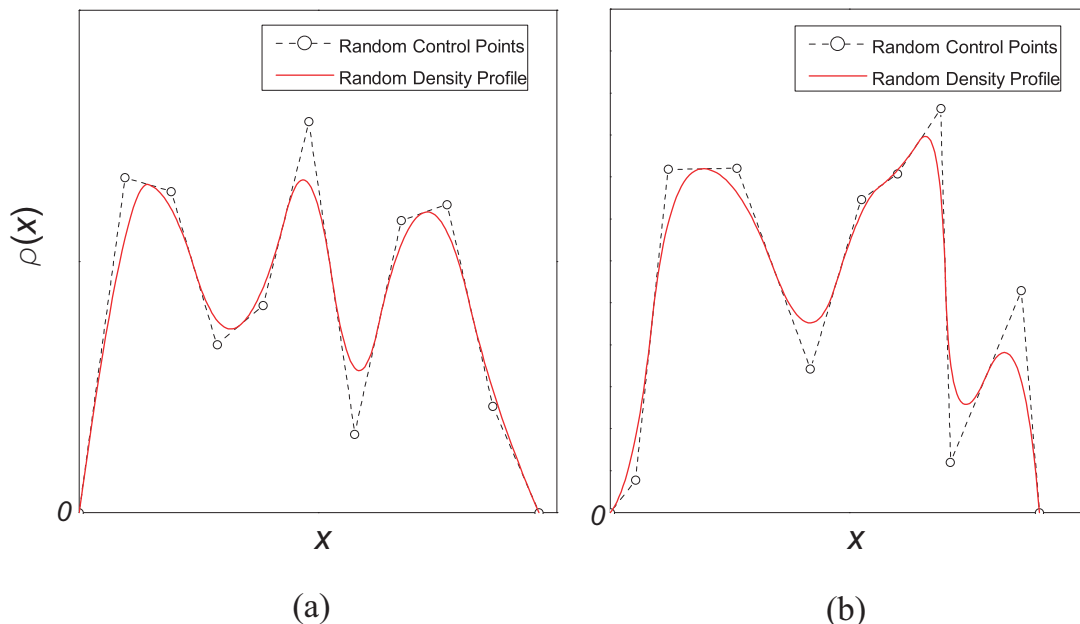 Random Control Points
Random Density Profile
ρ(x)
0
x
(a)
Random Control Points
Random Density Profile
0
x
(b)